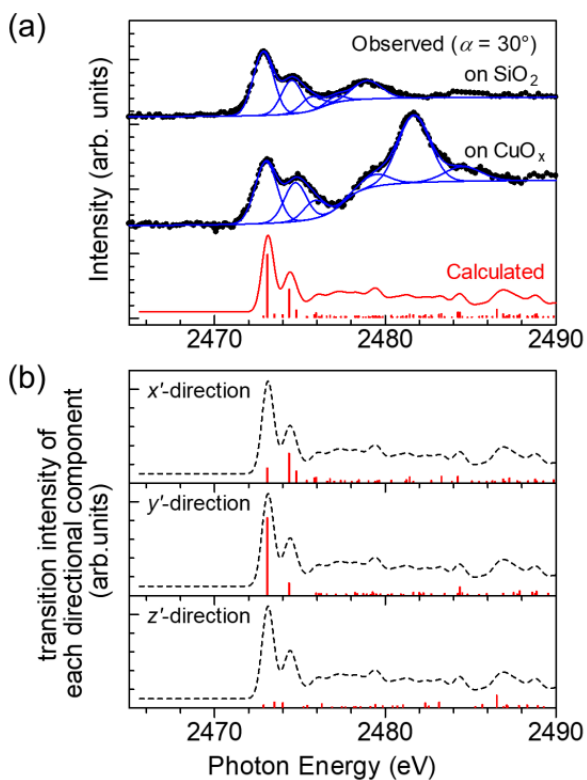 (a)
Observed (α = 30°)
on SiO2
on CuOx
Calculated
Intensity (arb. units)
2470 2480 2490
(b)
x′-direction
y′-direction
z′-direction
transition intensity of
each directional component
(arb.units)
2470 2480 2490
Photon Energy (eV)